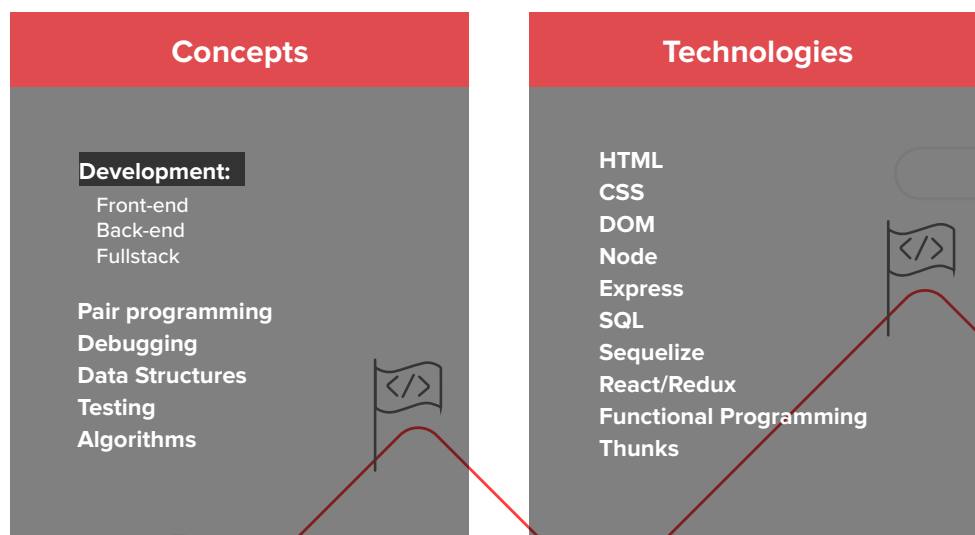 Concepts
Development:
Front-end
Back-end
Fullstack
Pair programming
Debugging
Data Structures
Testing
Algorithms
</>
Technologies
HTML
CSS
DOM
Node
Express
SQL
Sequelize
React/Redux
Functional Programming
Thunks
</>